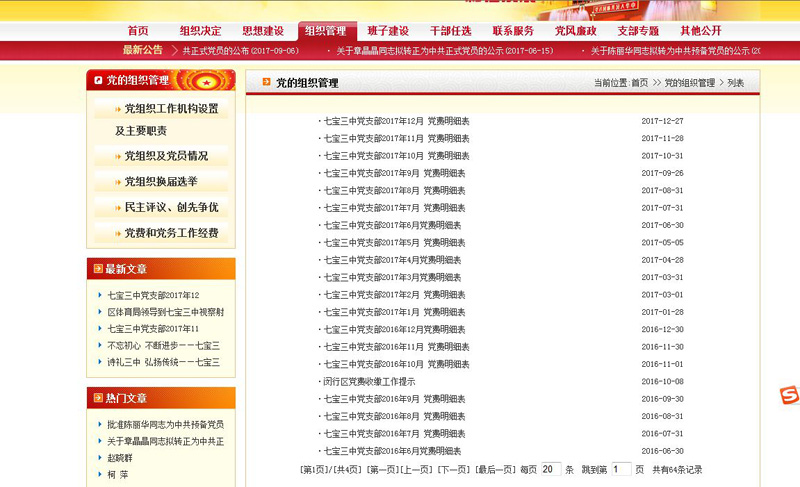 首页 组织决定 思想建设 组织管理 班子建设 干部任选 联系服务 党风廉政 支部专题 其他公开
最新公告 共正式党员的公布(2017-09-06) · 关于章晶晶同志拟转正为中共正式党员的公示(2017-06-15) · 关于陈丽华同志拟转为中共预备党员的公示(20
党的组织管理
党组织工作机构设置
及主要职责
党组织及党员情况
党组织换届选举
民主评议、创先争优
党费和党务工作经费
最新文章
七宝三中党支部2017年12
区体育局领导到七宝三中视察射
七宝三中党支部2017年11
不忘初心 不断进步——七宝三
诗礼三中 弘扬传统——七宝三
热门文章
批准陈丽华同志为中共预备党员
关于章晶晶同志拟转正为中共正
赵晓群
柯 萍
党的组织管理 当前位置:首页 >> 党的组织管理 > 列表
·七宝三中党支部2017年12月 党费明细表 2017-12-27
·七宝三中党支部2017年11月 党费明细表 2017-11-28
·七宝三中党支部2017年10月 党费明细表 2017-10-31
·七宝三中党支部2017年9月 党费明细表 2017-09-26
·七宝三中党支部2017年8月 党费明细表 2017-08-31
·七宝三中党支部2017年7月 党费明细表 2017-07-31
·七宝三中党支部2017年6月党费明细表 2017-06-30
·七宝三中党支部2017年5月 党费明细表 2017-05-05
·七宝三中党支部2017年4月党费明细表 2017-04-28
·七宝三中党支部2017年3月党费明细表 2017-03-31
·七宝三中党支部2017年2月 党费明细表 2017-03-01
·七宝三中党支部2017年1月 党费明细表 2017-01-28
·七宝三中党支部2016年12月党费明细表 2016-12-30
·七宝三中党支部2016年11月 党费明细表 2016-11-30
·七宝三中党支部2016年10月 党费明细表 2016-11-01
·闵行区党费收缴工作提示 2016-10-08
·七宝三中党支部2016年9月 党费明细表 2016-09-30
·七宝三中党支部2016年8月 党费明细表 2016-08-31
·七宝三中党支部2016年7月 党费明细表 2016-07-31
·七宝三中党支部2016年6月党费明细表 2016-06-30
[第1页]/[共4页] [第一页][上一页] [下一页] [最后一页] 每页 20 条 跳到第 1 页 共有64条记录
S